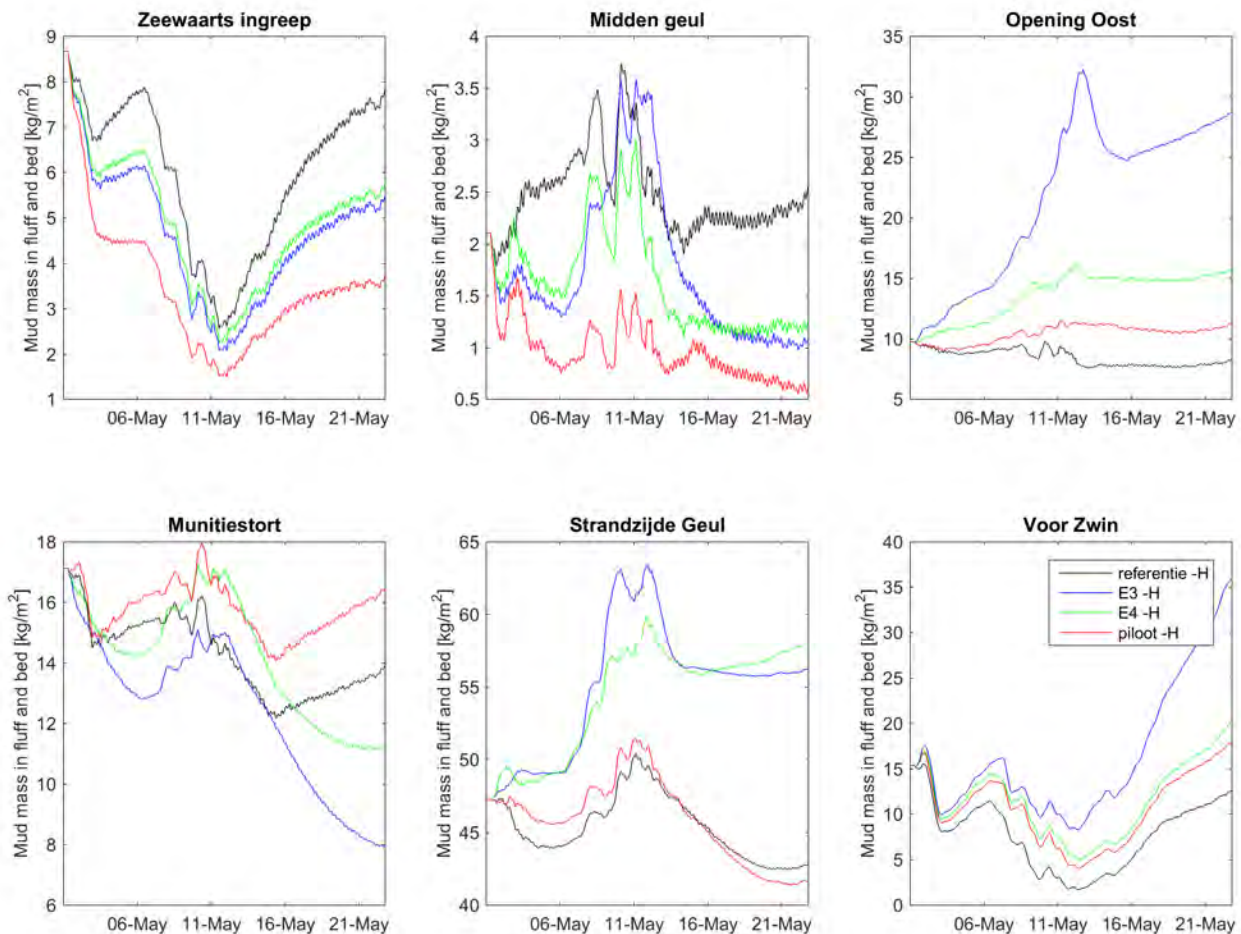 Zeewaarts ingreep
Mud mass in fluff and bed [kg/m²]
9
8
7
6
5
4
3
2
1
06-May 11-May 16-May 21-May
Midden geul
Mud mass in fluff and bed [kg/m²]
4
3.5
3
2.5
2
1.5
1
0.5
06-May 11-May 16-May 21-May
Opening Oost
Mud mass in fluff and bed [kg/m²]
35
30
25
20
15
10
5
06-May 11-May 16-May 21-May
Munitiestort
Mud mass in fluff and bed [kg/m²]
18
16
14
12
10
8
6
06-May 11-May 16-May 21-May
Strandzijde Geul
Mud mass in fluff and bed [kg/m²]
65
60
55
50
45
40
06-May 11-May 16-May 21-May
Voor Zwin
Mud mass in fluff and bed [kg/m²]
40
35
30
25
20
15
10
5
0
referentie -H
E3 -H
E4 -H
piloot -H
06-May 11-May 16-May 21-May